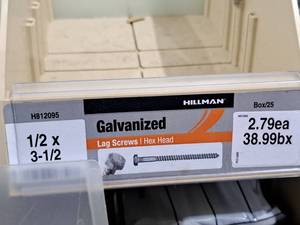 HILLMAN
H812095
Box/25
1/2 x
3-1/2
Galvanized
Lag Screws | Hex Head
2.79ea
38.99bx